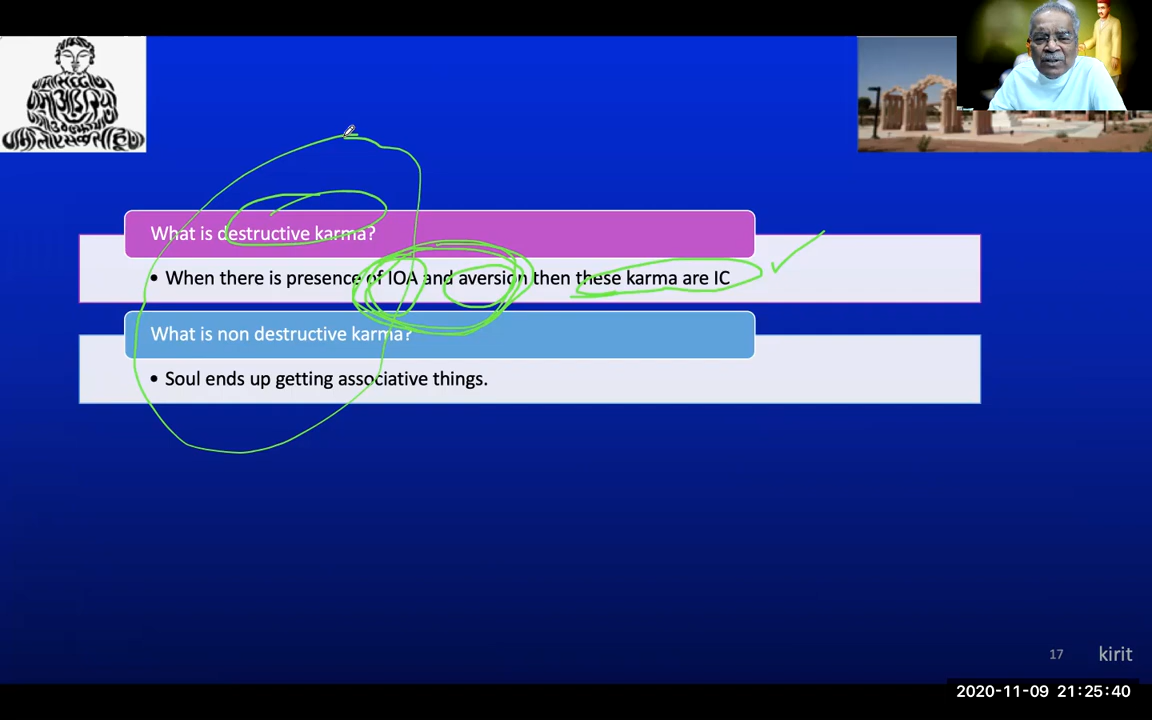 What is destructive karma?
• When there is presence of IOA and aversion then these karma are IC
What is non destructive karma?
• Soul ends up getting associative things.
17 kirit
2020-11-09 21:25:40